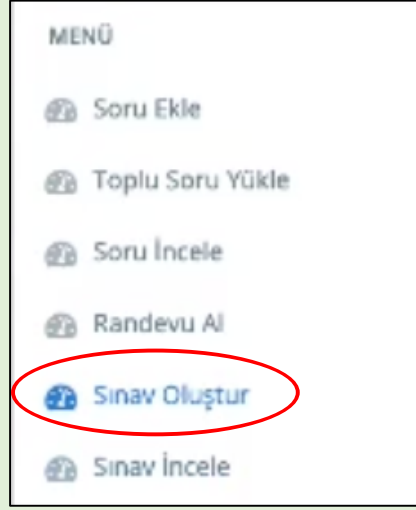 MENÜ
Soru Ekle
Toplu Soru Yükle
Soru İncele
Randevu Al
Sınav Oluştur
Sınav İncele